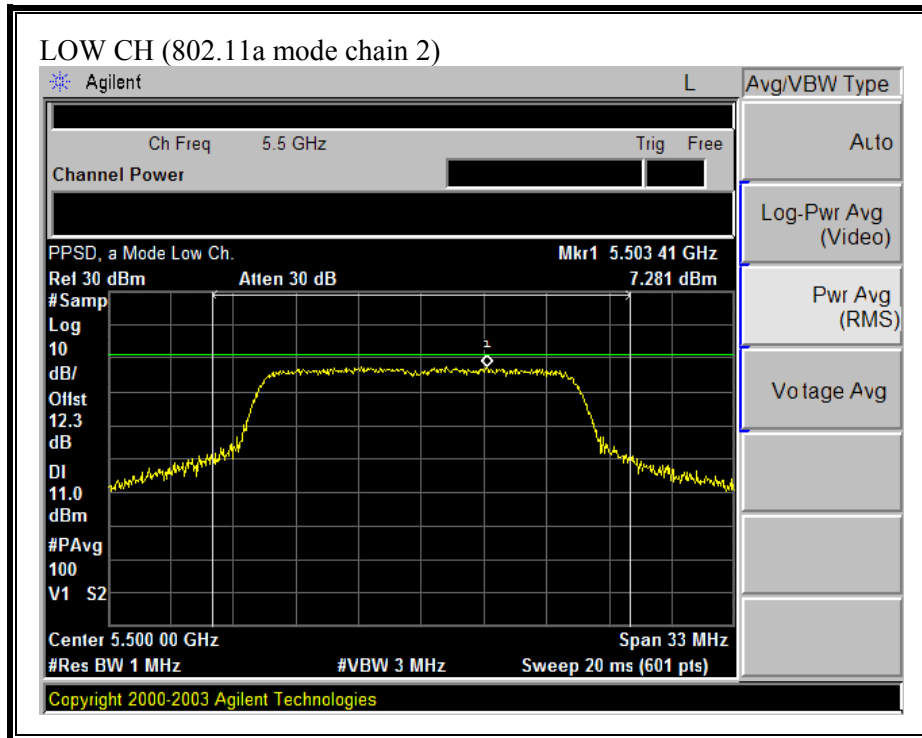 LOW CH (802.11a mode chain 2)
Agilent L Avg/VBW Type
Ch Freq 5.5 GHz Trig Free
Channel Power
Auto
Log-Pwr Avg
(Video)
PPSD, a Mode Low Ch. Mkr1 5.503 41 GHz
Ref 30 dBm Atten 30 dB 7.281 dBm
#Samp
Log
10
dB/
Offst
12.3
dB
DI
11.0
dBm
#PAvg
100
V1 S2
1
Pwr Avg
(RMS)
Votage Avg
Center 5.500 00 GHz Span 33 MHz
#Res BW 1 MHz #VBW 3 MHz Sweep 20 ms (601 pts)
Copyright 2000-2003 Agilent Technologies